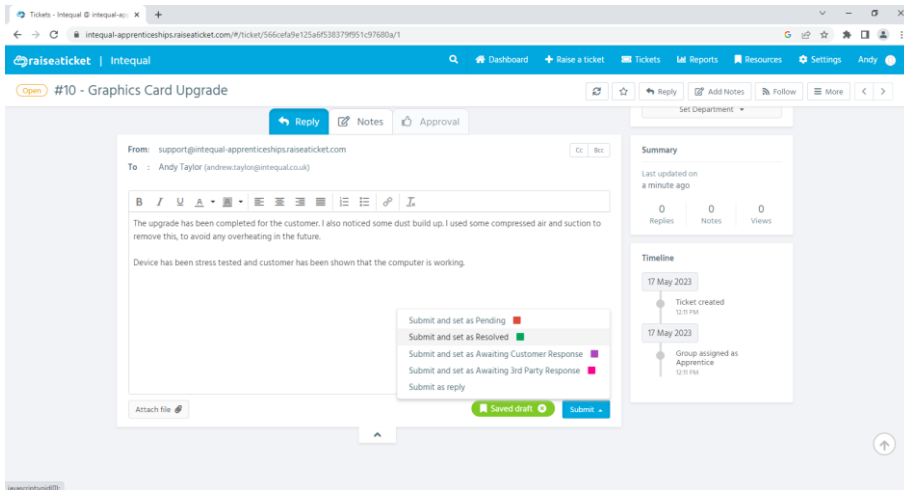 Tickets - Intequal @ intequal-app
intequal-apprenticeships.raiseticket.com/#/ticket/566cefa9e125a6f538379f951c97680a/1
raiseaticket | Intequal
Dashboard
Raise a ticket
Tickets
Reports
Resources
Settings
Andy
Open #10 - Graphics Card Upgrade
Reply
Add Notes
Follow
More
Set Department
Reply
Notes
Approval
From: support@intequal-apprenticeships.raiseticket.com
Cc Bcc
To : Andy Taylor (andrew.taylor@intequal.co.uk)
B I U A A
The upgrade has been completed for the customer. I also noticed some dust build up. I used some compressed air and suction to
remove this, to avoid any overheating in the future.
Device has been stress tested and customer has been shown that the computer is working.
Submit and set as Pending
Submit and set as Resolved
Submit and set as Awaiting Customer Response
Submit and set as Awaiting 3rd Party Response
Submit as reply
Attach file
Saved draft
Submit
Summary
Last updated on
a minute ago
0 0 0
Replies Notes Views
Timeline
17 May 2023
Ticket created
12:11 PM
17 May 2023
Group assigned as
Apprentice
12:11 PM
javascript:void(0);